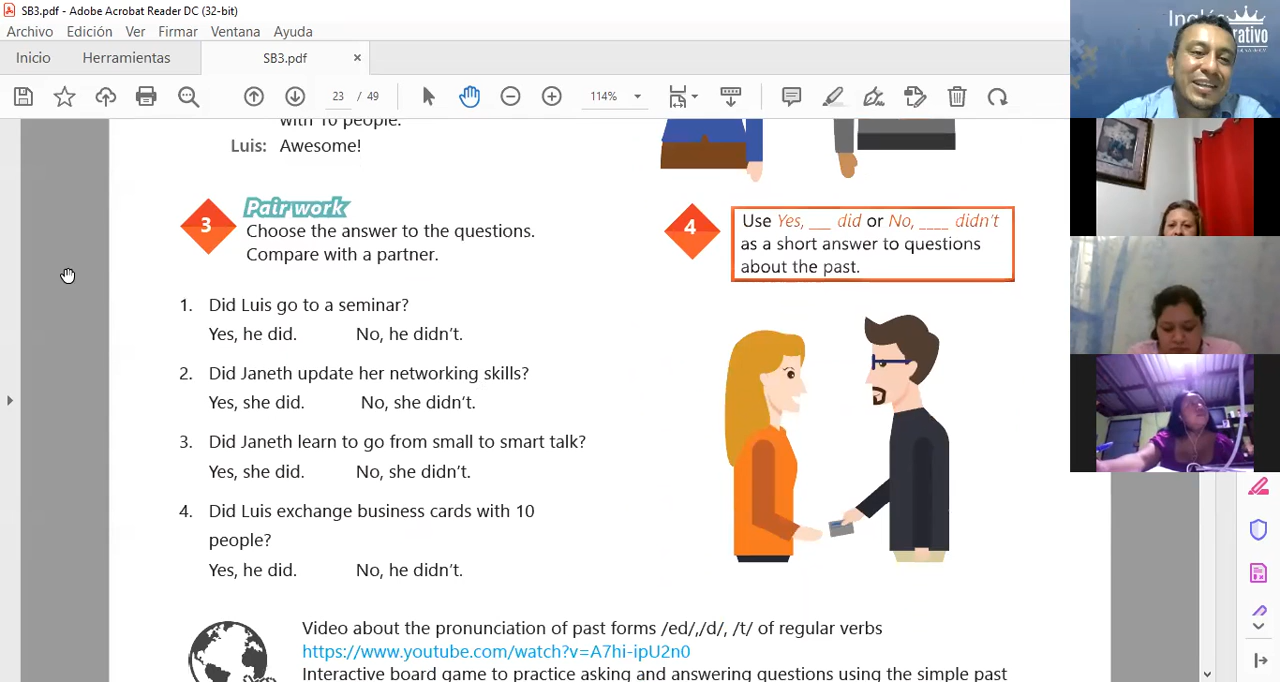 SB3.pdf - Adobe Acrobat Reader DC (32-bit)
Archivo Edición Ver Firmar Ventana Ayuda
Inicio Herramientas SB3.pdf ×
23 / 49 114%
with 10 people.
Luis: Awesome!
3 Pair work
Choose the answer to the questions.
Compare with a partner.
1. Did Luis go to a seminar?
Yes, he did. No, he didn't.
2. Did Janeth update her networking skills?
Yes, she did. No, she didn't.
3. Did Janeth learn to go from small to smart talk?
Yes, she did. No, she didn't.
4. Did Luis exchange business cards with 10
people?
Yes, he did. No, he didn't.
4 Use Yes, __ did or No, ____ didn't
as a short answer to questions
about the past.
Video about the pronunciation of past forms /ed/,/d/, /t/ of regular verbs
https://www.youtube.com/watch?v=A7hi-ipU2n0
Interactive board game to practice asking and answering questions using the simple past